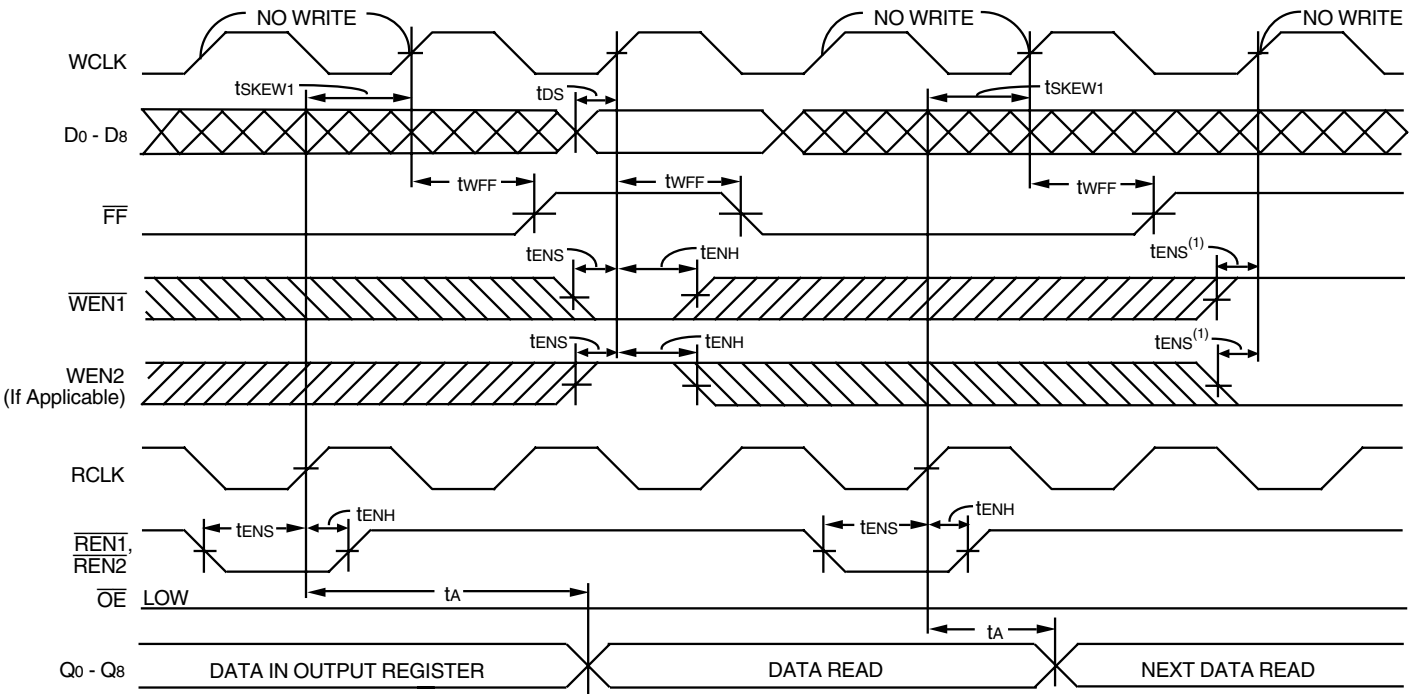 NO WRITE NO WRITE NO WRITE
WCLK
tSKEW1 tDS tSKEW1
D0 - D8
tWFF tWFF tWFF
FF
tENS tENH tENS(1)
WEN1
tENS tENH tENS(1)
WEN2
(If Applicable)
RCLK
tENS tENH tENS tENH
REN1,
REN2
OE LOW tA
tA
Q0 - Q8 DATA IN OUTPUT REGISTER DATA READ NEXT DATA READ